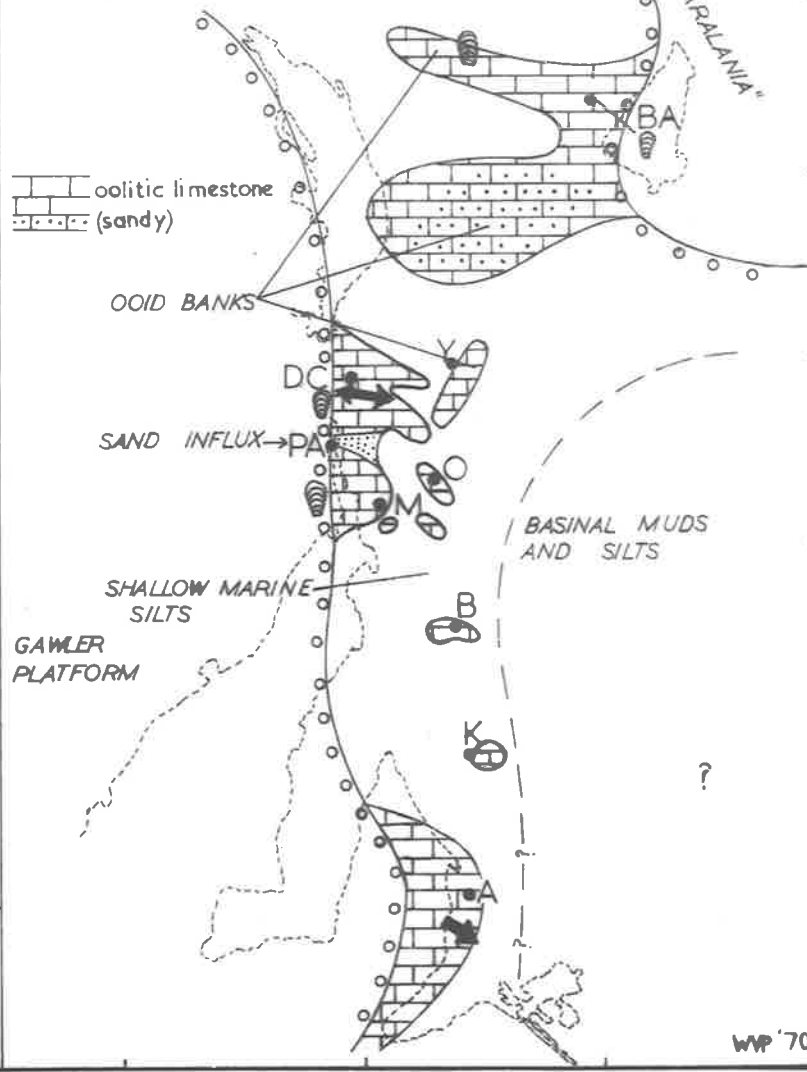 ARALANIA"
BA
oolitic limestone
(sandy)
OOID BANKS
Y
DC
SAND INFLUX→PA
O
M
BASINAL MUDS
AND SILTS
SHALLOW MARINE
SILTS
B
GAWLER
PLATFORM
K
?
?
A
?
WVP '70